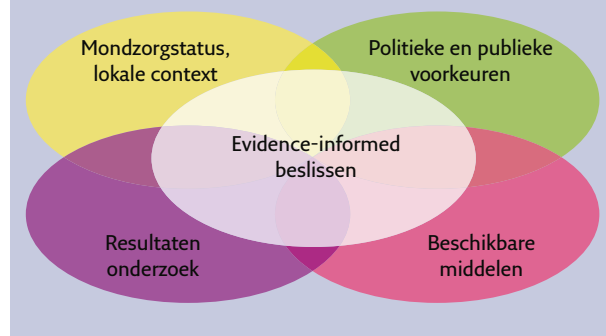 Mondzorgstatus,
lokale context
Politieke en publieke
voorkeuren
Evidence-informed
beslissen
Resultaten
onderzoek
Beschikbare
middelen